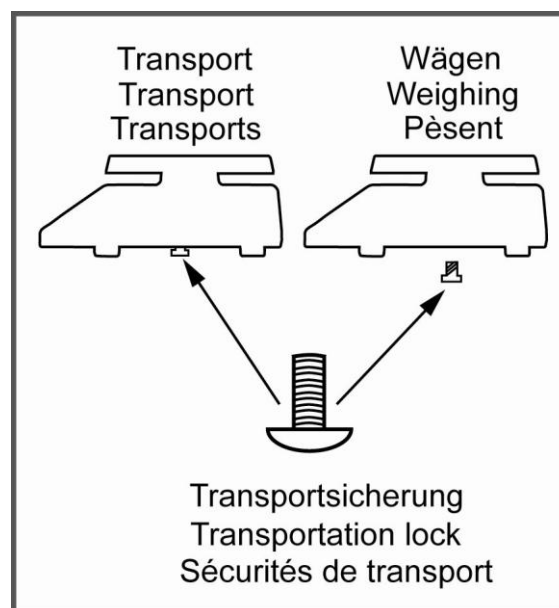 Transport
Transport
Transports
Wägen
Weighing
Pèsent
Transportsicherung
Transportation lock
Sécurités de transport